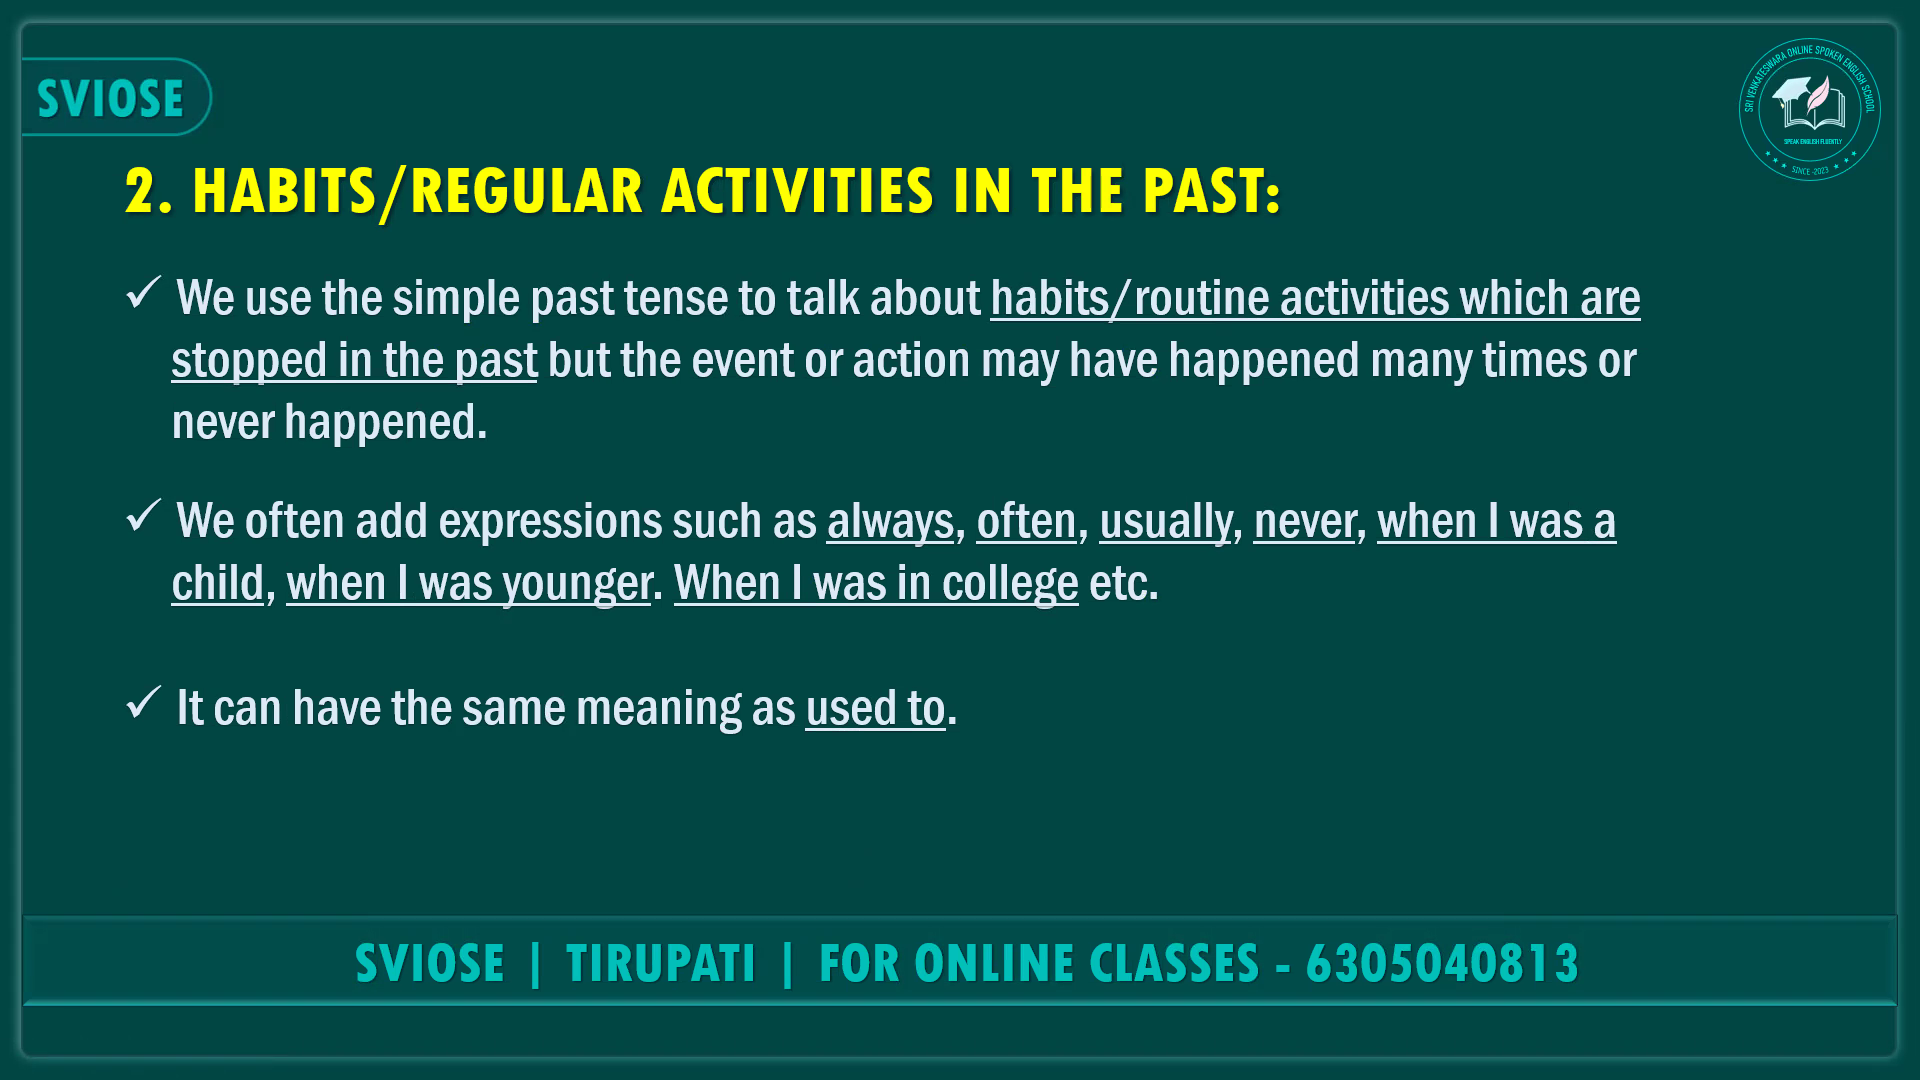 SVIOSE
SRI VENKATESWARA ONLINE SPOKEN ENGLISH SCHOOL
SPEAK ENGLISH FLUENTLY
SINCE -2023
2. HABITS/REGULAR ACTIVITIES IN THE PAST:
✓ We use the simple past tense to talk about habits/routine activities which are
stopped in the past but the event or action may have happened many times or
never happened.
✓ We often add expressions such as always, often, usually, never, when I was a
child, when I was younger. When I was in college etc.
✓ It can have the same meaning as used to.
SVIOSE | TIRUPATI | FOR ONLINE CLASSES - 6305040813